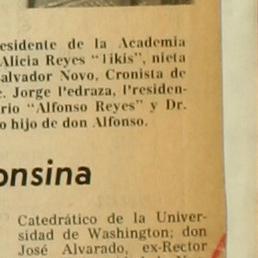 esidente de la Academia
Alicia Reyes "Tikis", nieta
alvador Novo, Cronista de
. Jorge Pedraza, Presiden-
rio "Alfonso Reyes" y Dr.
o hijo de don Alfonso.
onsina
Catedrático de la Univer-
sidad de Washington; don
José Alvarado, ex-Rector